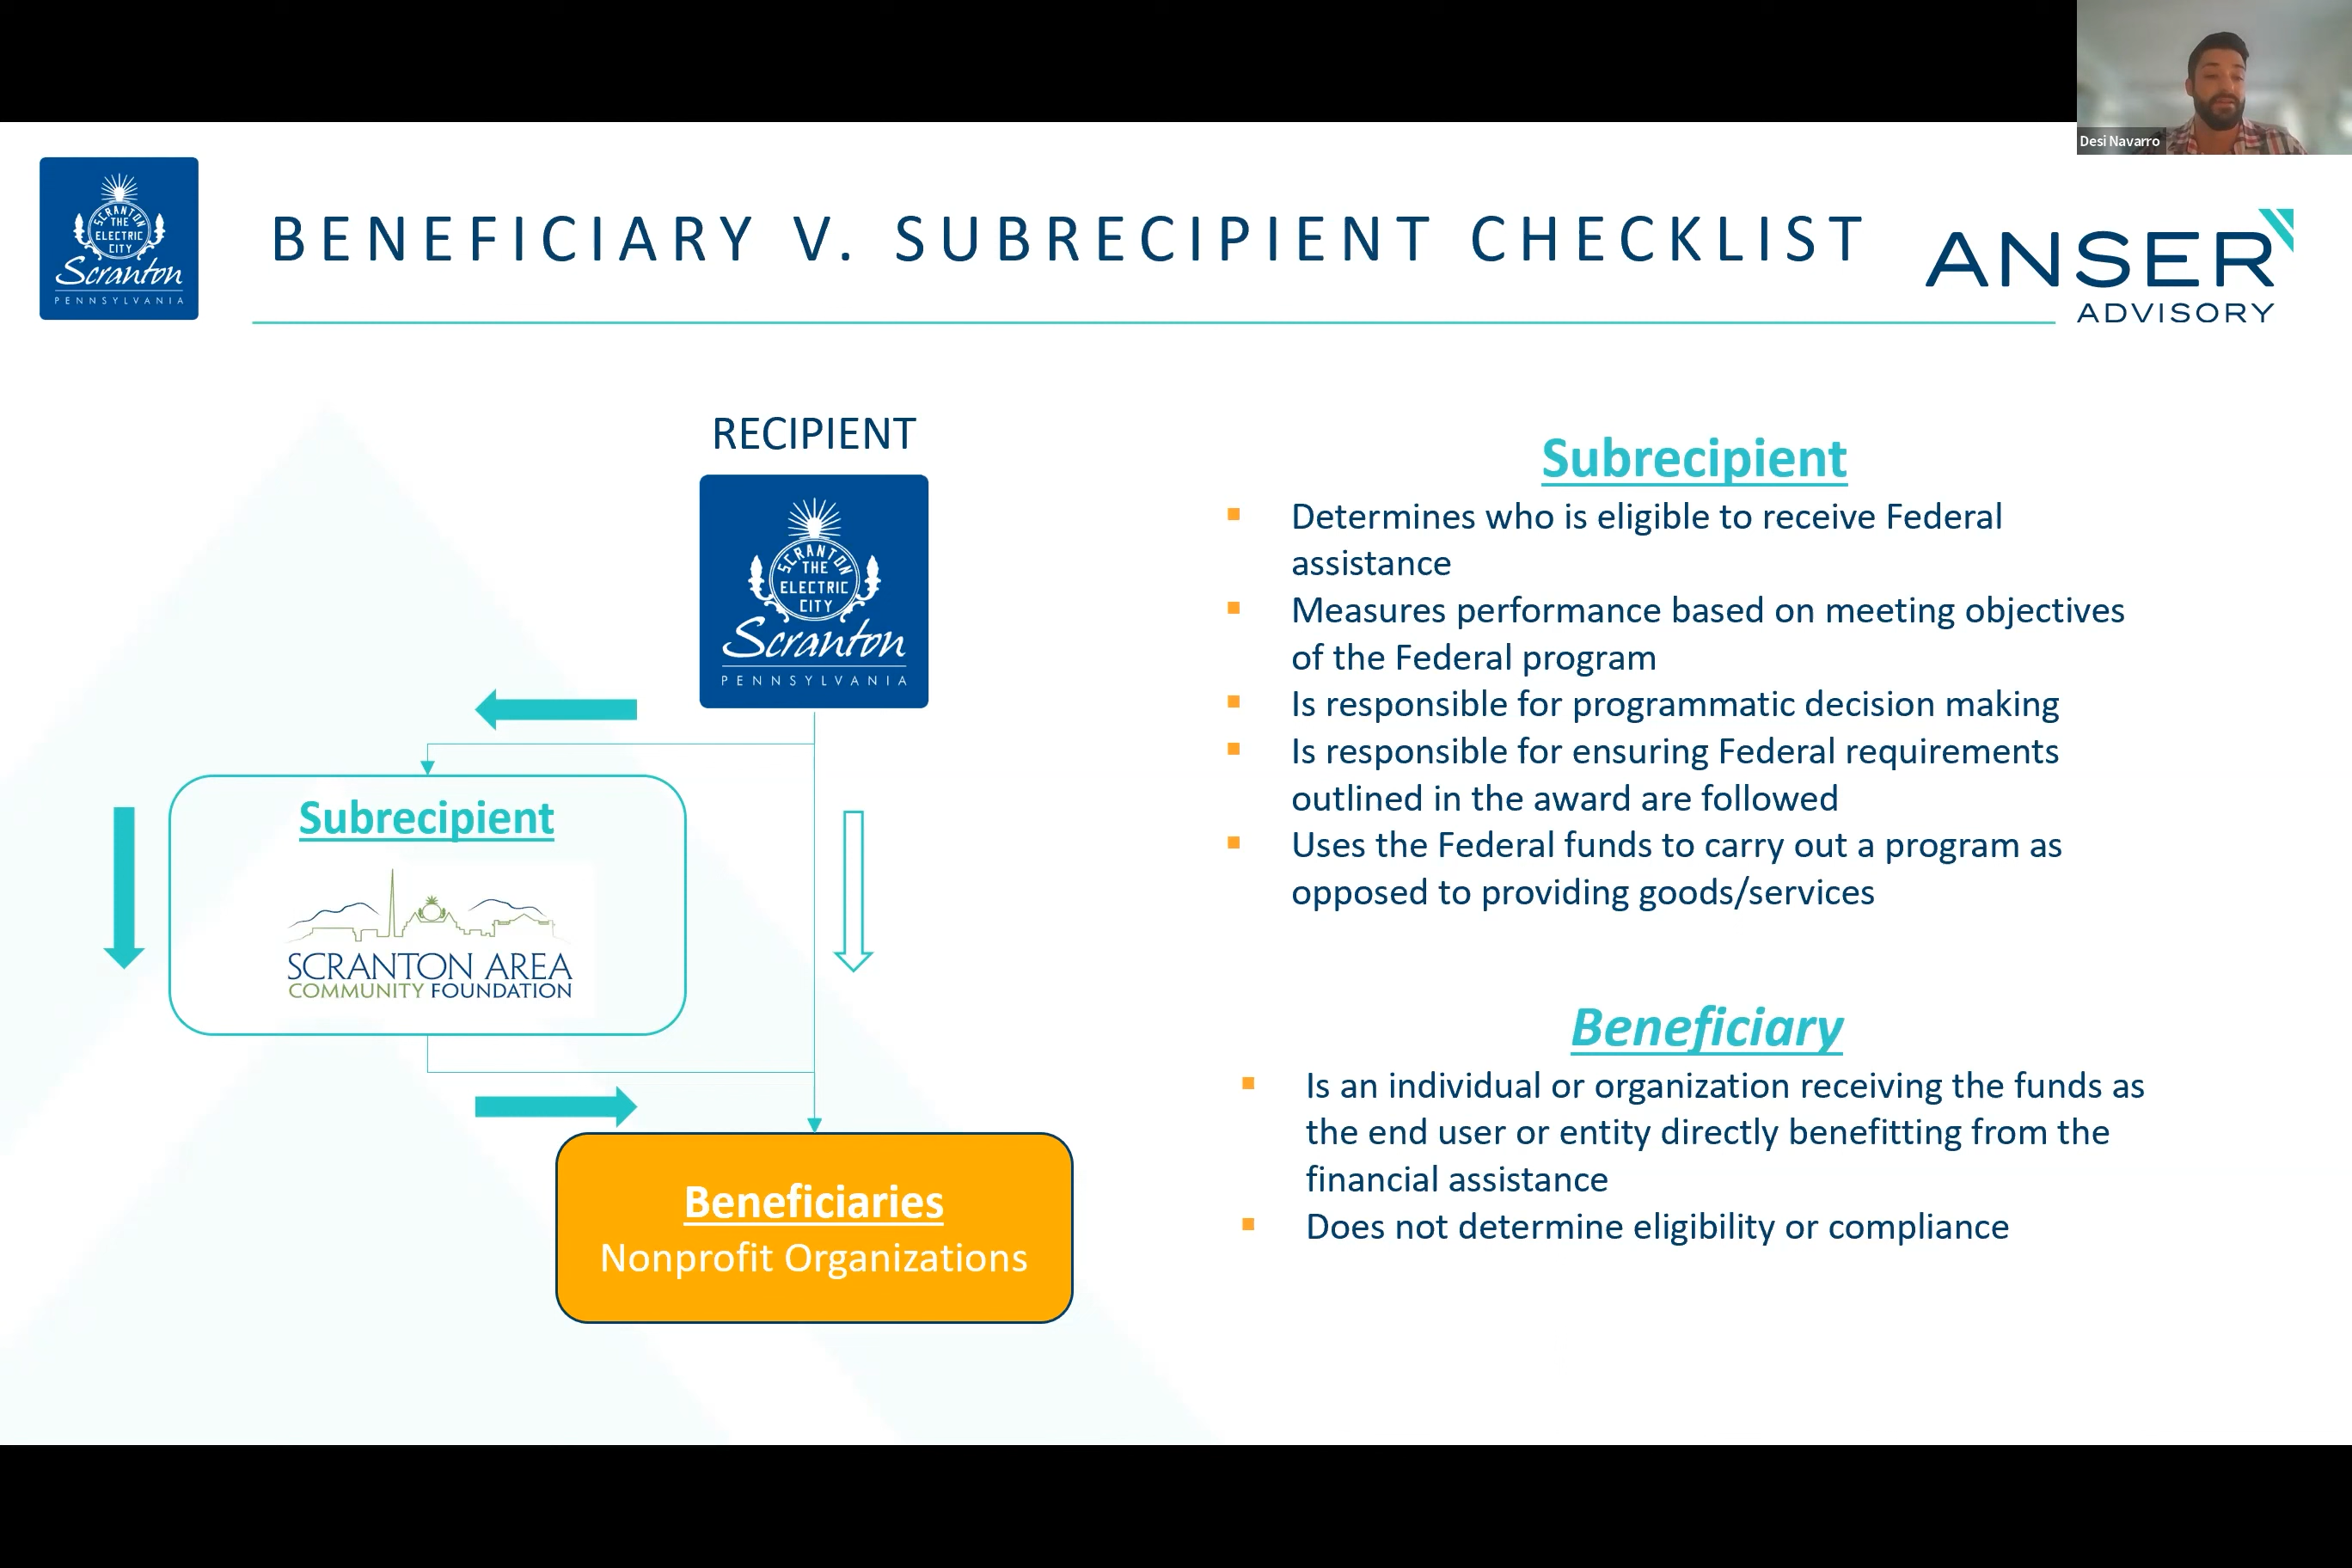 Desi Navarro
SCRANTON
THE
ELECTRIC
CITY
Scranton
PENNSYLVANIA
BENEFICIARY V. SUBRECIPIENT CHECKLIST
ANSER
ADVISORY
RECIPIENT
SCRANTON
THE
ELECTRIC
CITY
Scranton
PENNSYLVANIA
Subrecipient
SCRANTON AREA
COMMUNITY FOUNDATION
Beneficiaries
Nonprofit Organizations
Subrecipient
Determines who is eligible to receive Federal
assistance
Measures performance based on meeting objectives
of the Federal program
Is responsible for programmatic decision making
Is responsible for ensuring Federal requirements
outlined in the award are followed
Uses the Federal funds to carry out a program as
opposed to providing goods/services
Beneficiary
Is an individual or organization receiving the funds as
the end user or entity directly benefitting from the
financial assistance
Does not determine eligibility or compliance